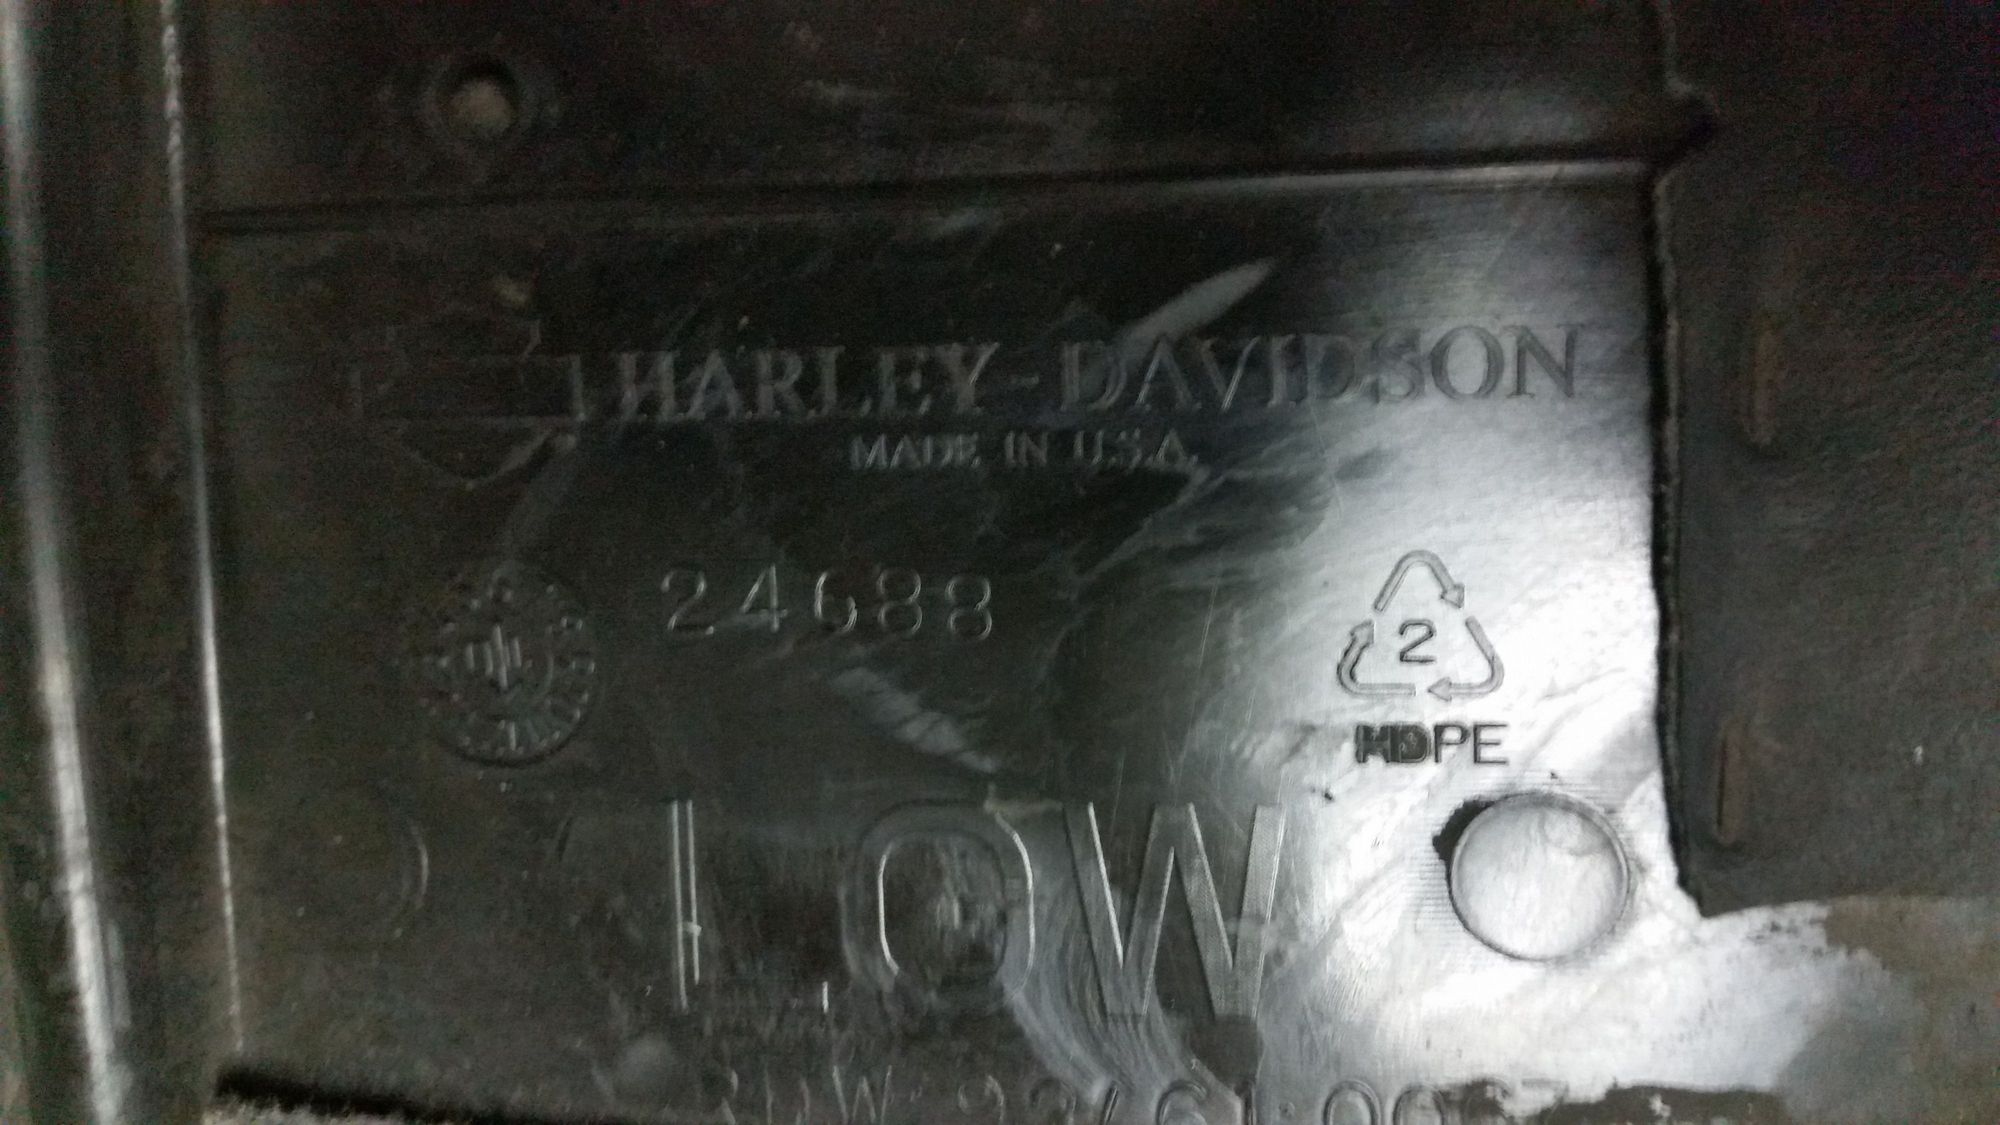 HARLEY-DAVIDSON
MADE IN U.S.A.
24688
2
HDPE
LOW